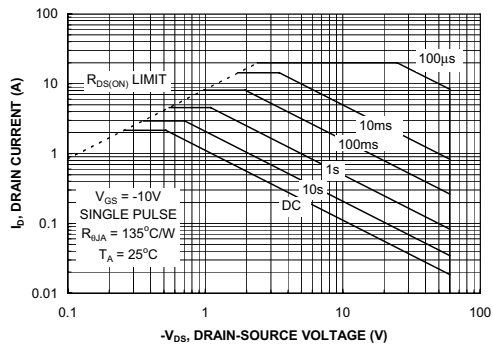 100
10
1
0.1
0.01
0.1
1
10
100
I_D, DRAIN CURRENT (A)
-V_DS, DRAIN-SOURCE VOLTAGE (V)
R_DS(ON) LIMIT
100μs
10ms
100ms
1s
10s
DC
V_GS = -10V
SINGLE PULSE
R_θJA = 135°C/W
T_A = 25°C